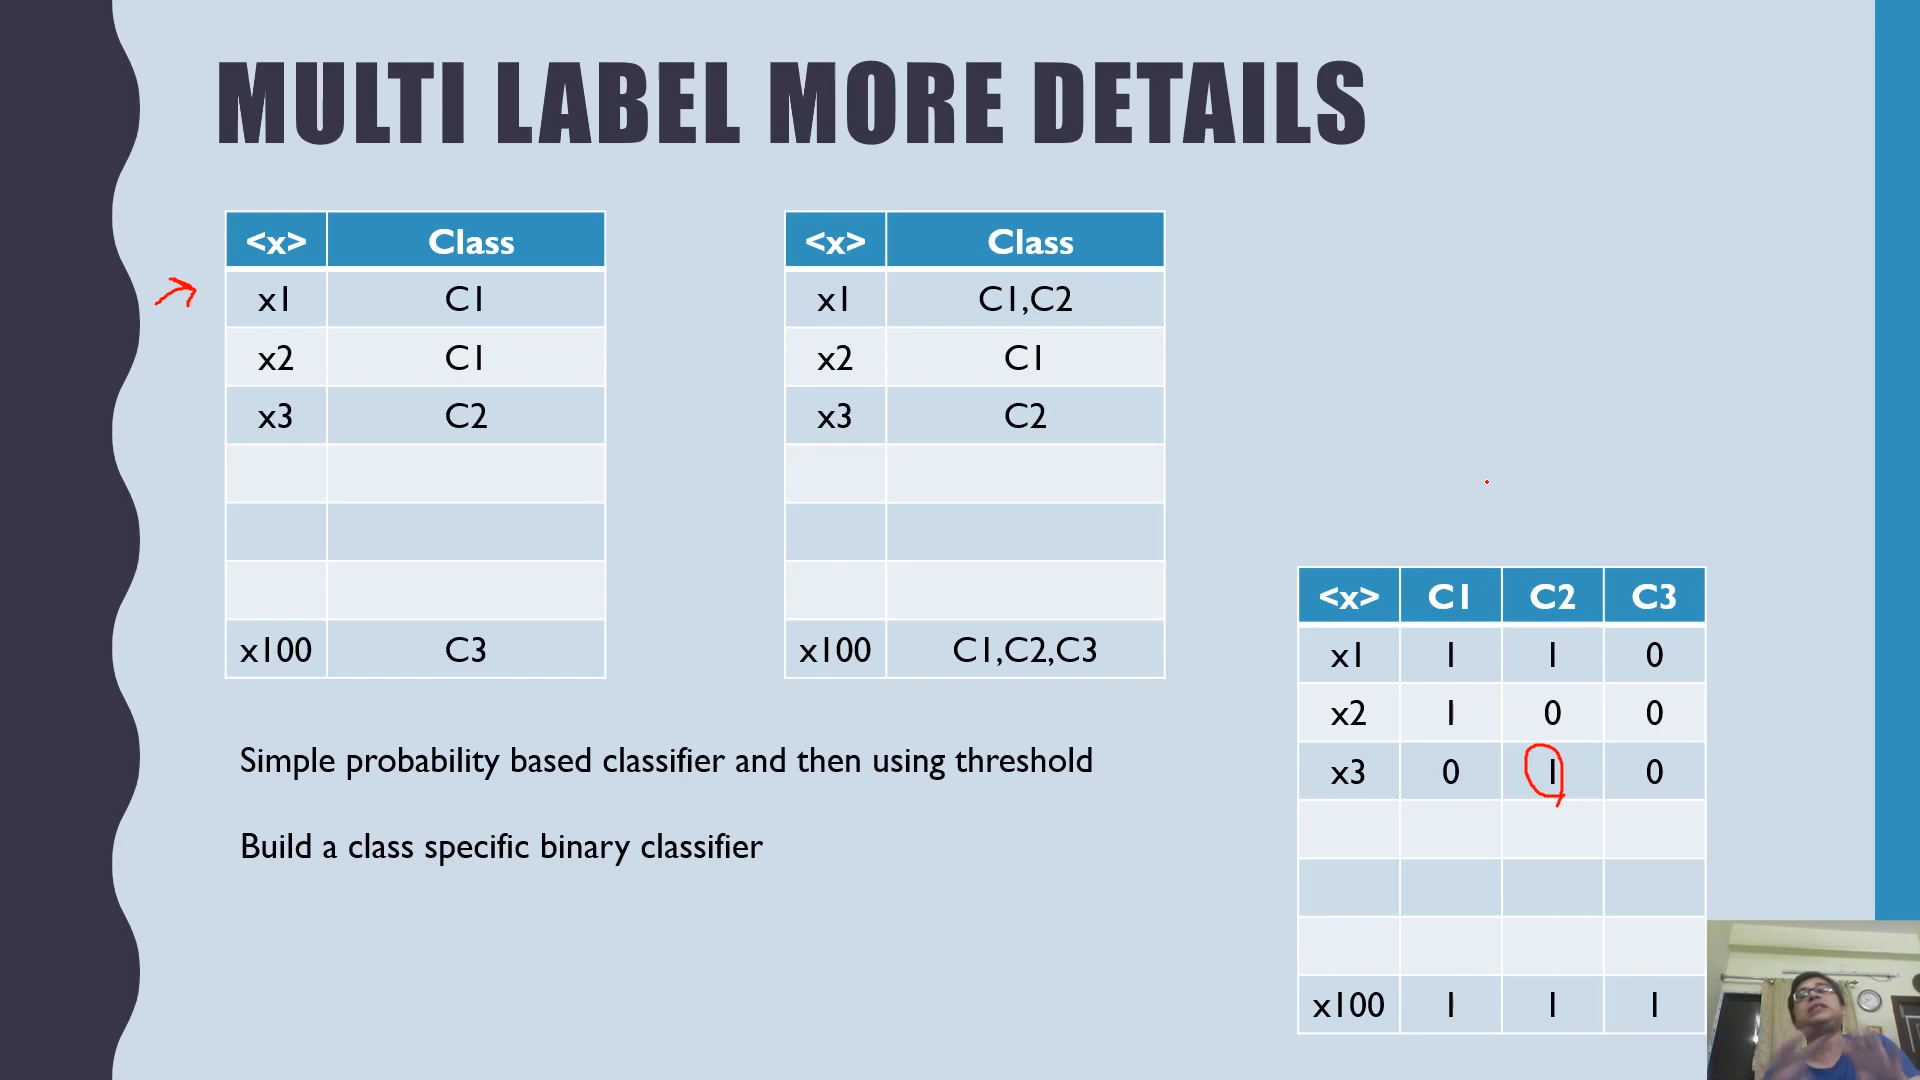 MULTI LABEL MORE DETAILS
<x> Class
x1 C1
x2 C1
x3 C2
x100 C3
<x> Class
x1 C1,C2
x2 C1
x3 C2
x100 C1,C2,C3
Simple probability based classifier and then using threshold
Build a class specific binary classifier
<x> C1 C2 C3
x1 1 1 0
x2 1 0 0
x3 0 1 0
x100 1 1 1